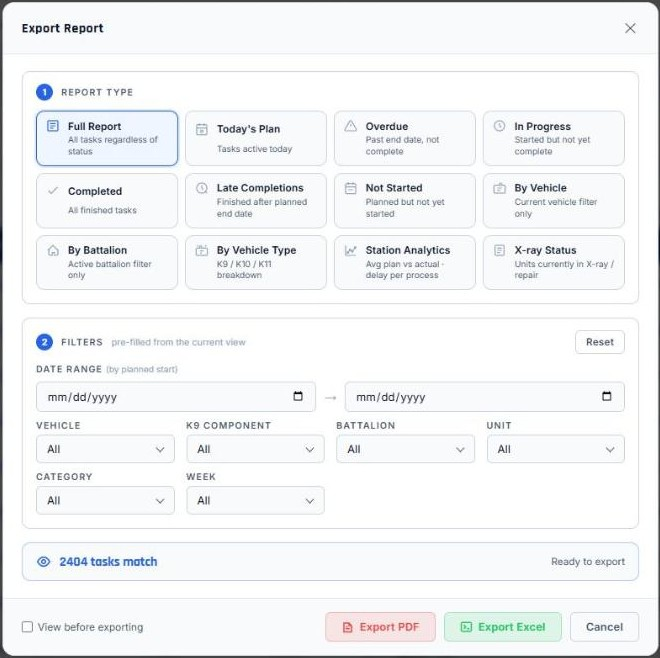 Export Report
1 REPORT TYPE
Full Report
All tasks regardless of
status
Today's Plan
Tasks active today
Overdue
Past end date, not
complete
In Progress
Started but not yet
complete
Completed
All finished tasks
Late Completions
Finished after planned
end date
Not Started
Planned but not yet
started
By Vehicle
Current vehicle filter
only
By Battalion
Active battalion filter
only
By Vehicle Type
K9 / K10 / K11
breakdown
Station Analytics
Avg plan vs actual ·
delay per process
X-ray Status
Units currently in X-ray /
repair
2 FILTERS pre-filled from the current view
Reset
DATE RANGE (by planned start)
mm/dd/yyyy → mm/dd/yyyy
VEHICLE K9 COMPONENT BATTALION UNIT
All All All All
CATEGORY WEEK
All All
2404 tasks match
Ready to export
View before exporting
Export PDF
Export Excel
Cancel